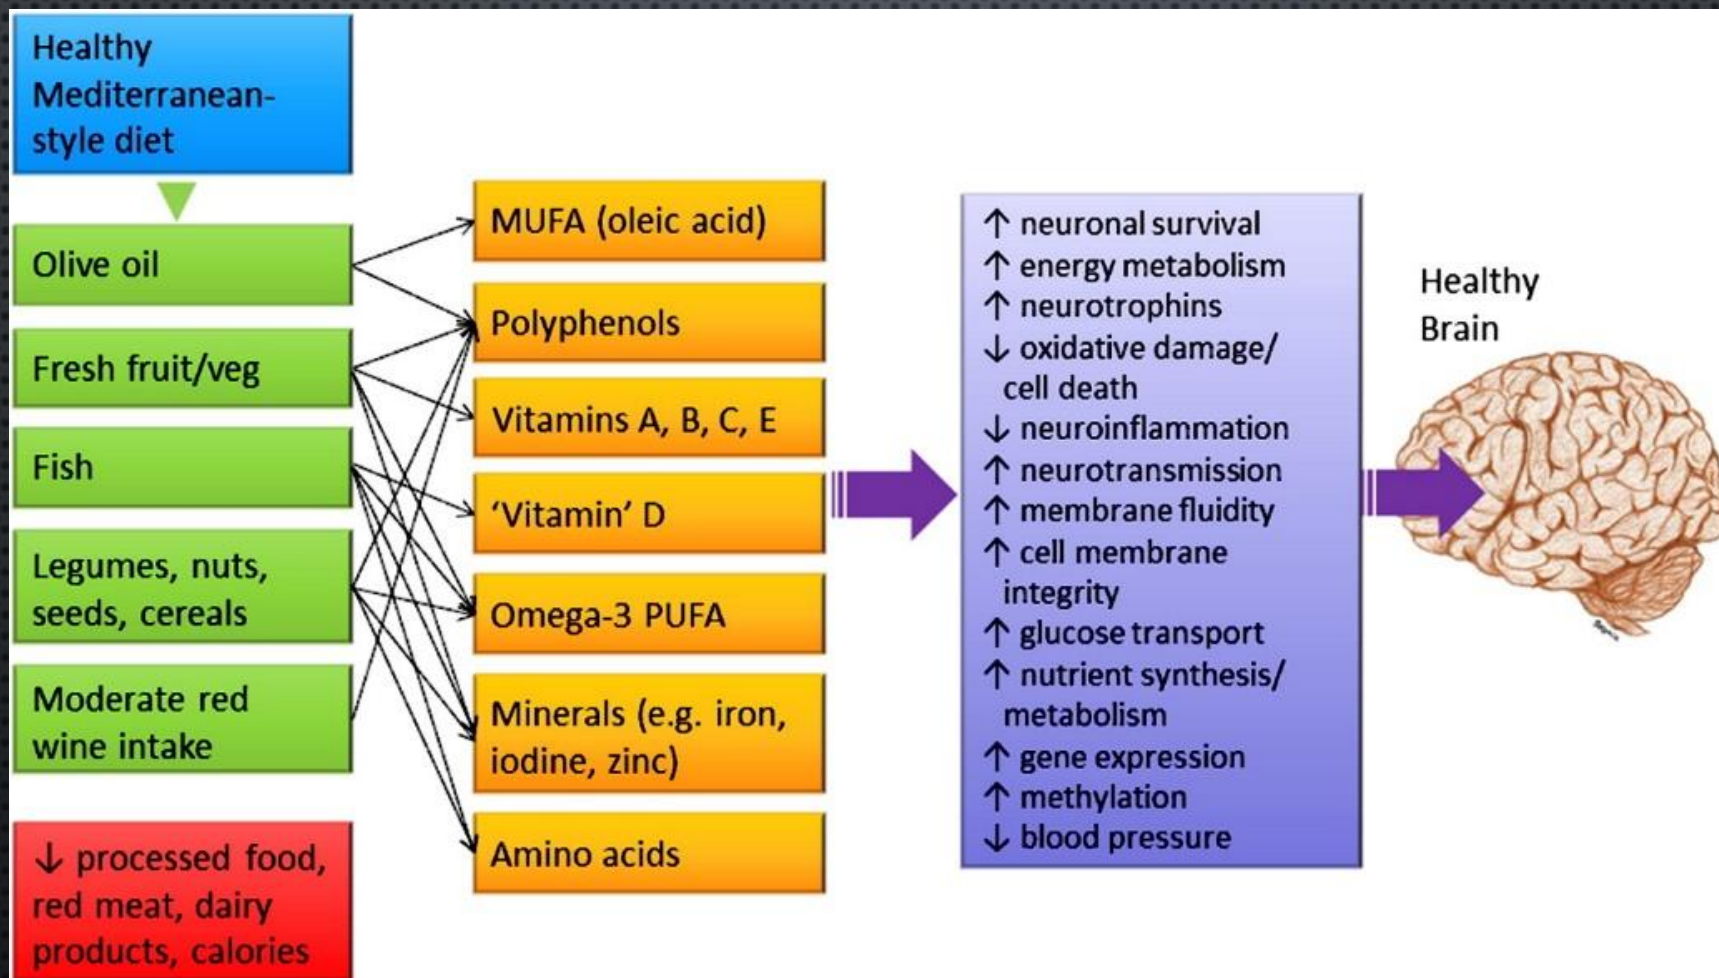 Healthy
Mediterranean-
style diet
Olive oil
Fresh fruit/veg
Fish
Legumes, nuts,
seeds, cereals
Moderate red
wine intake
↓ processed food,
red meat, dairy
products, calories
MUFA (oleic acid)
Polyphenols
Vitamins A, B, C, E
‘Vitamin’ D
Omega-3 PUFA
Minerals (e.g. iron,
iodine, zinc)
Amino acids
↑ neuronal survival
↑ energy metabolism
↑ neurotrophins
↓ oxidative damage/
cell death
↓ neuroinflammation
↑ neurotransmission
↑ membrane fluidity
↑ cell membrane
integrity
↑ glucose transport
↑ nutrient synthesis/
metabolism
↑ gene expression
↑ methylation
↓ blood pressure
Healthy
Brain